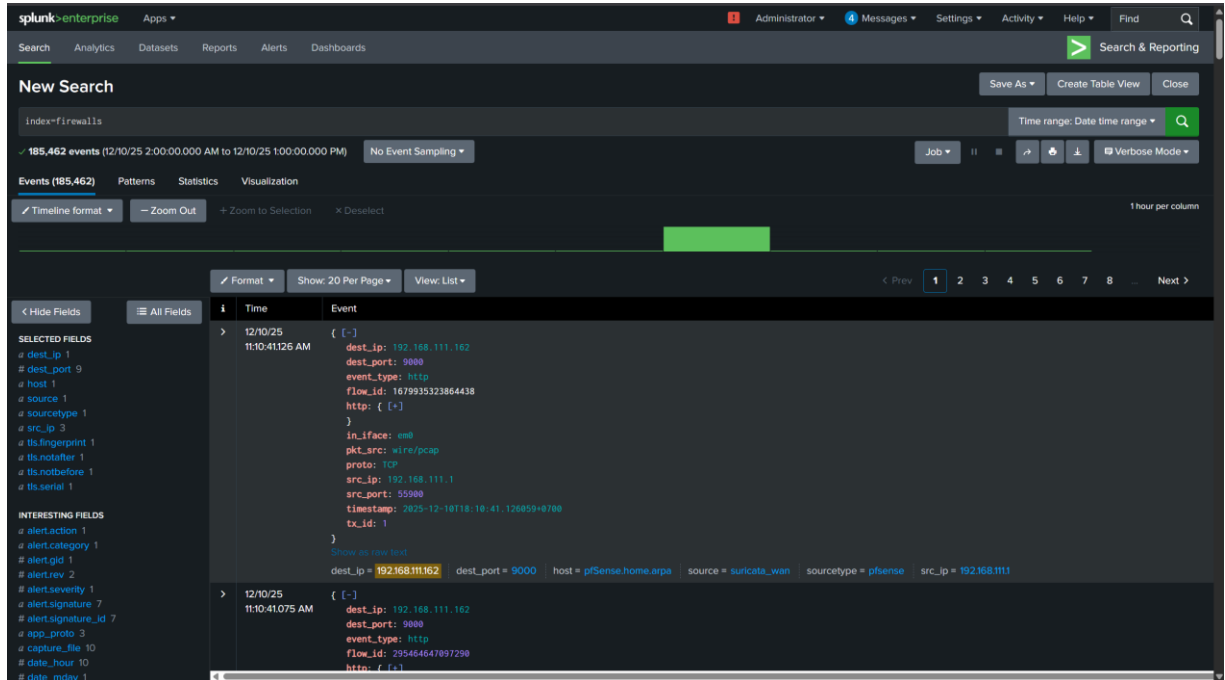 splunk>enterprise Apps ▾ ! Administrator ▾ 4 Messages ▾ Settings ▾ Activity ▾ Help ▾ Find
Search Analytics Datasets Reports Alerts Dashboards > Search & Reporting
New Search Save As ▾ Create Table View Close
index=firewalls Time range: Date time range ▾
✓ 185,462 events (12/10/25 2:00:00.000 AM to 12/10/25 1:00:00.000 PM) No Event Sampling ▾ Job ▾ Verbose Mode ▾
Events (185,462) Patterns Statistics Visualization
Timeline format ▾ — Zoom Out + Zoom to Selection × Deselect 1 hour per column
Format ▾ Show: 20 Per Page ▾ View: List ▾ < Prev 1 2 3 4 5 6 7 8 ... Next >
< Hide Fields All Fields i Time Event
SELECTED FIELDS
a dest_ip 1
# dest_port 9
a host 1
a source 1
a sourcetype 1
a src_ip 3
a tls.fingerprint 1
a tls.notafter 1
a tls.notbefore 1
a tls.serial 1
INTERESTING FIELDS
a alert.action 1
a alert.category 1
# alert.gid 1
# alert.rev 2
# alert.severity 1
a alert.signature 7
# alert.signature_id 7
a app_proto 3
a capture_file 10
# date_hour 10
# date_mday 1
> 12/10/25 { [-]
11:10:41.126 AM dest_ip: 192.168.111.162
dest_port: 9000
event_type: http
flow_id: 1679935323864438
http: { [+]
}
in_iface: em0
pkt_src: wire/pcap
proto: TCP
src_ip: 192.168.111.1
src_port: 55900
timestamp: 2025-12-10T18:10:41.126059+0700
tx_id: 1
}
Show as raw text
dest_ip = 192.168.111.162 dest_port = 9000 host = pfSense.home.arpa source = suricata_wan sourcetype = pfsense src_ip = 192.168.111.1
> 12/10/25 { [-]
11:10:41.075 AM dest_ip: 192.168.111.162
dest_port: 9000
event_type: http
flow_id: 295464647097290
http: { [+]